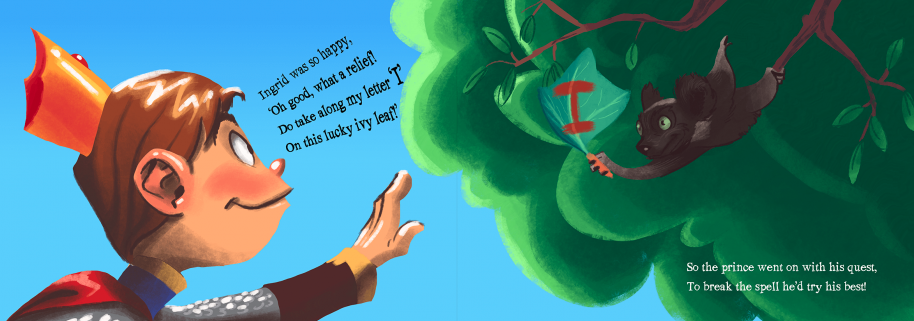 Ingrid was so happy,
'Oh good, what a relief!
Do take along my letter 'I'
On this lucky ivy leaf!'
I
So the prince went on with his quest,
To break the spell he'd try his best!